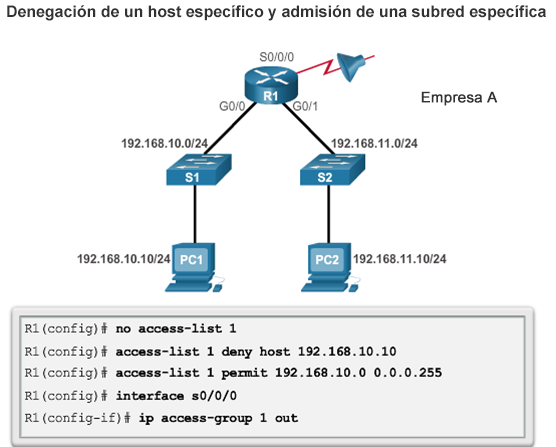 Denegación de un host específico y admisión de una subred específica
S0/0/0
R1
Empresa A
G0/0
G0/1
192.168.10.0/24
192.168.11.0/24
S1
S2
192.168.10.10/24
PC1
PC2
192.168.11.10/24
R1(config)# no access-list 1
R1(config)# access-list 1 deny host 192.168.10.10
R1(config)# access-list 1 permit 192.168.10.0 0.0.0.255
R1(config)# interface s0/0/0
R1(config-if)# ip access-group 1 out